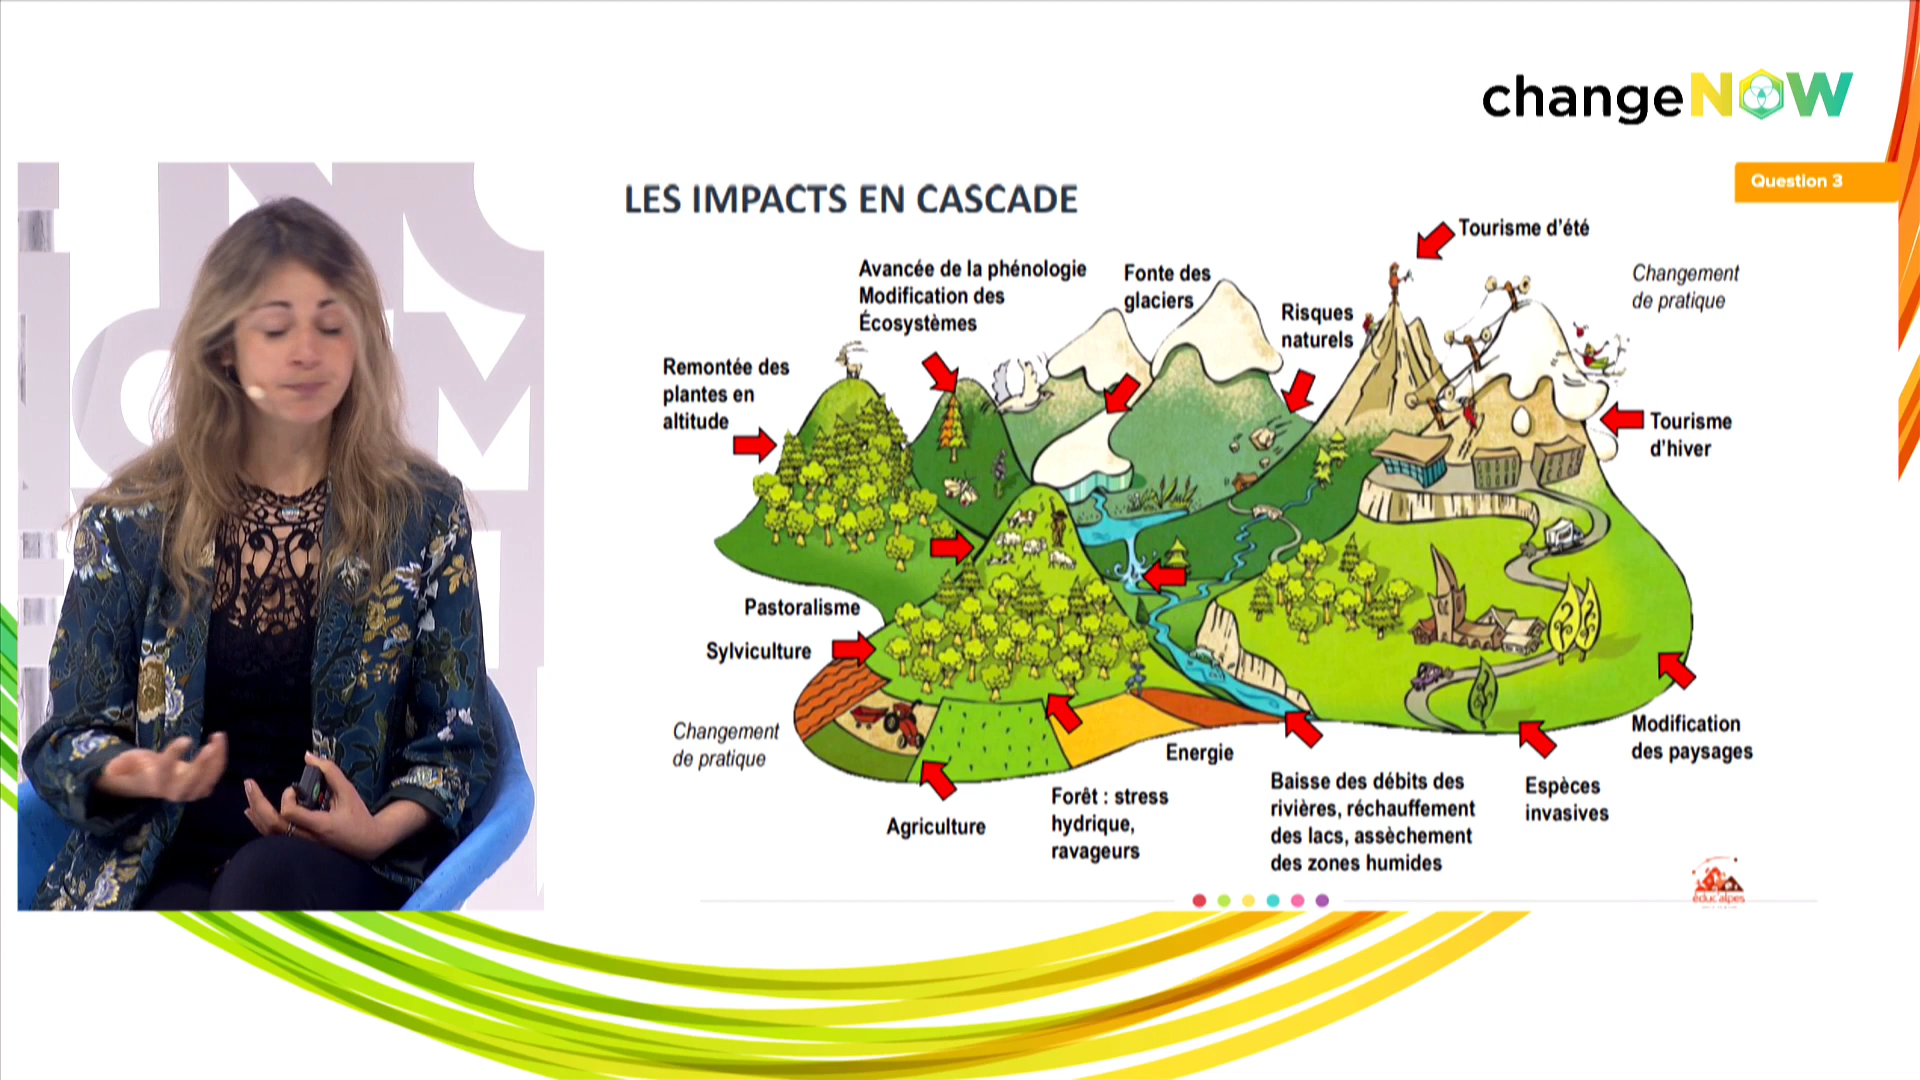 changeNOW
Question 3
LES IMPACTS EN CASCADE
Tourisme d'été
Changement
de pratique
Avancée de la phénologie
Modification des
Écosystèmes
Fonte des
glaciers
Risques
naturels
Remontée des
plantes en
altitude
Tourisme
d'hiver
Pastoralisme
Sylviculture
Changement
de pratique
Agriculture
Forêt : stress
hydrique,
ravageurs
Energie
Baisse des débits des
rivières, réchauffement
des lacs, assèchement
des zones humides
Espèces
invasives
Modification
des paysages
educ'alpes